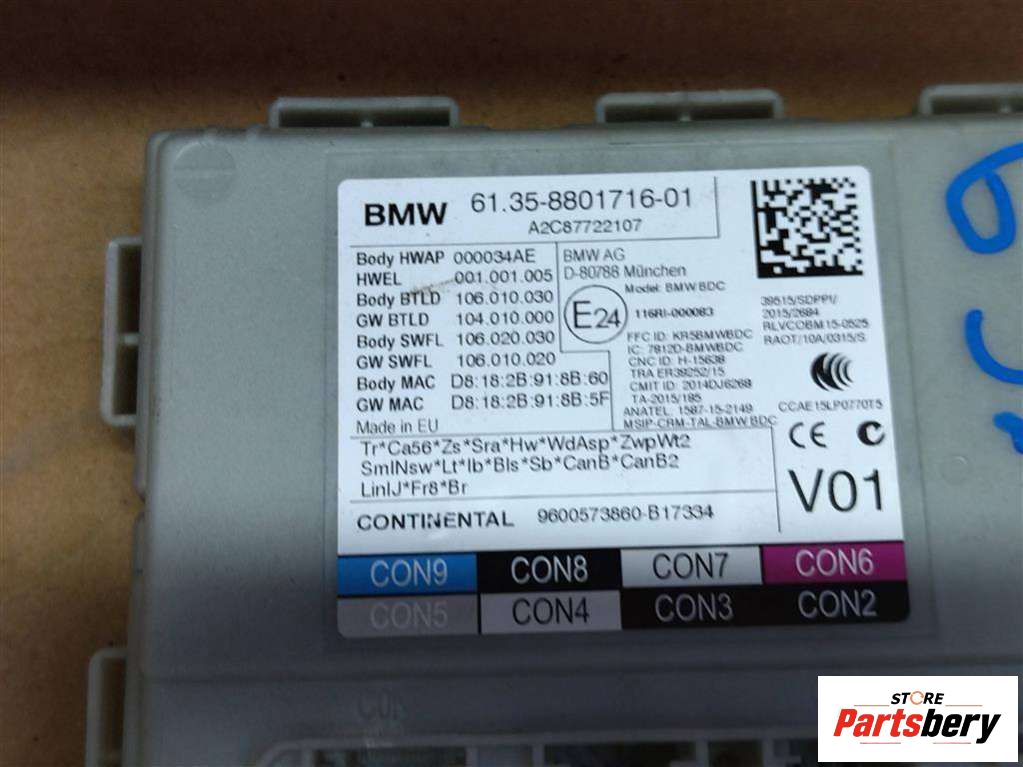 BMW 61.35-8801716-01
A2C87722107
Body HWAP 000034AE
HWEL 001.001.005
Body BTLD 106.010.030
GW BTLD 104.010.000
Body SWFL 106.020.030
GW SWFL 106.010.020
Body MAC D8:18:2B:91:8B:60
GW MAC D8:18:2B:91:8B:5F
Made in EU
BMW AG
D-80788 München
Model: BMW BDC
E24 116RI-000083
FFC ID: KR5BMWBDC
IC: 7812D-BMWBDC
CNC ID: H-15638
TRA ER39252/15
CMIT ID: 2014DJ6268
TA-2015/185
ANATEL 1587-15-2149
MSIP-CRM-TAL-BMW BDC
39515/SDPPI/
2015/2684
RLVCOBM15-0525
RAOT/10A/0315/S
CCAE15LP0770T5
CE
V01
Tr*Ca56*Zs*Sra*Hw*WdAsp*ZwpWt2
SmlNsw*Lt*Ib*Bls*Sb*CanB*CanB2
LinIJ*Fr8*Br
CONTINENTAL 9600573860-B17334
CON9 CON8 CON7 CON6
CON5 CON4 CON3 CON2
STORE
Partsbery